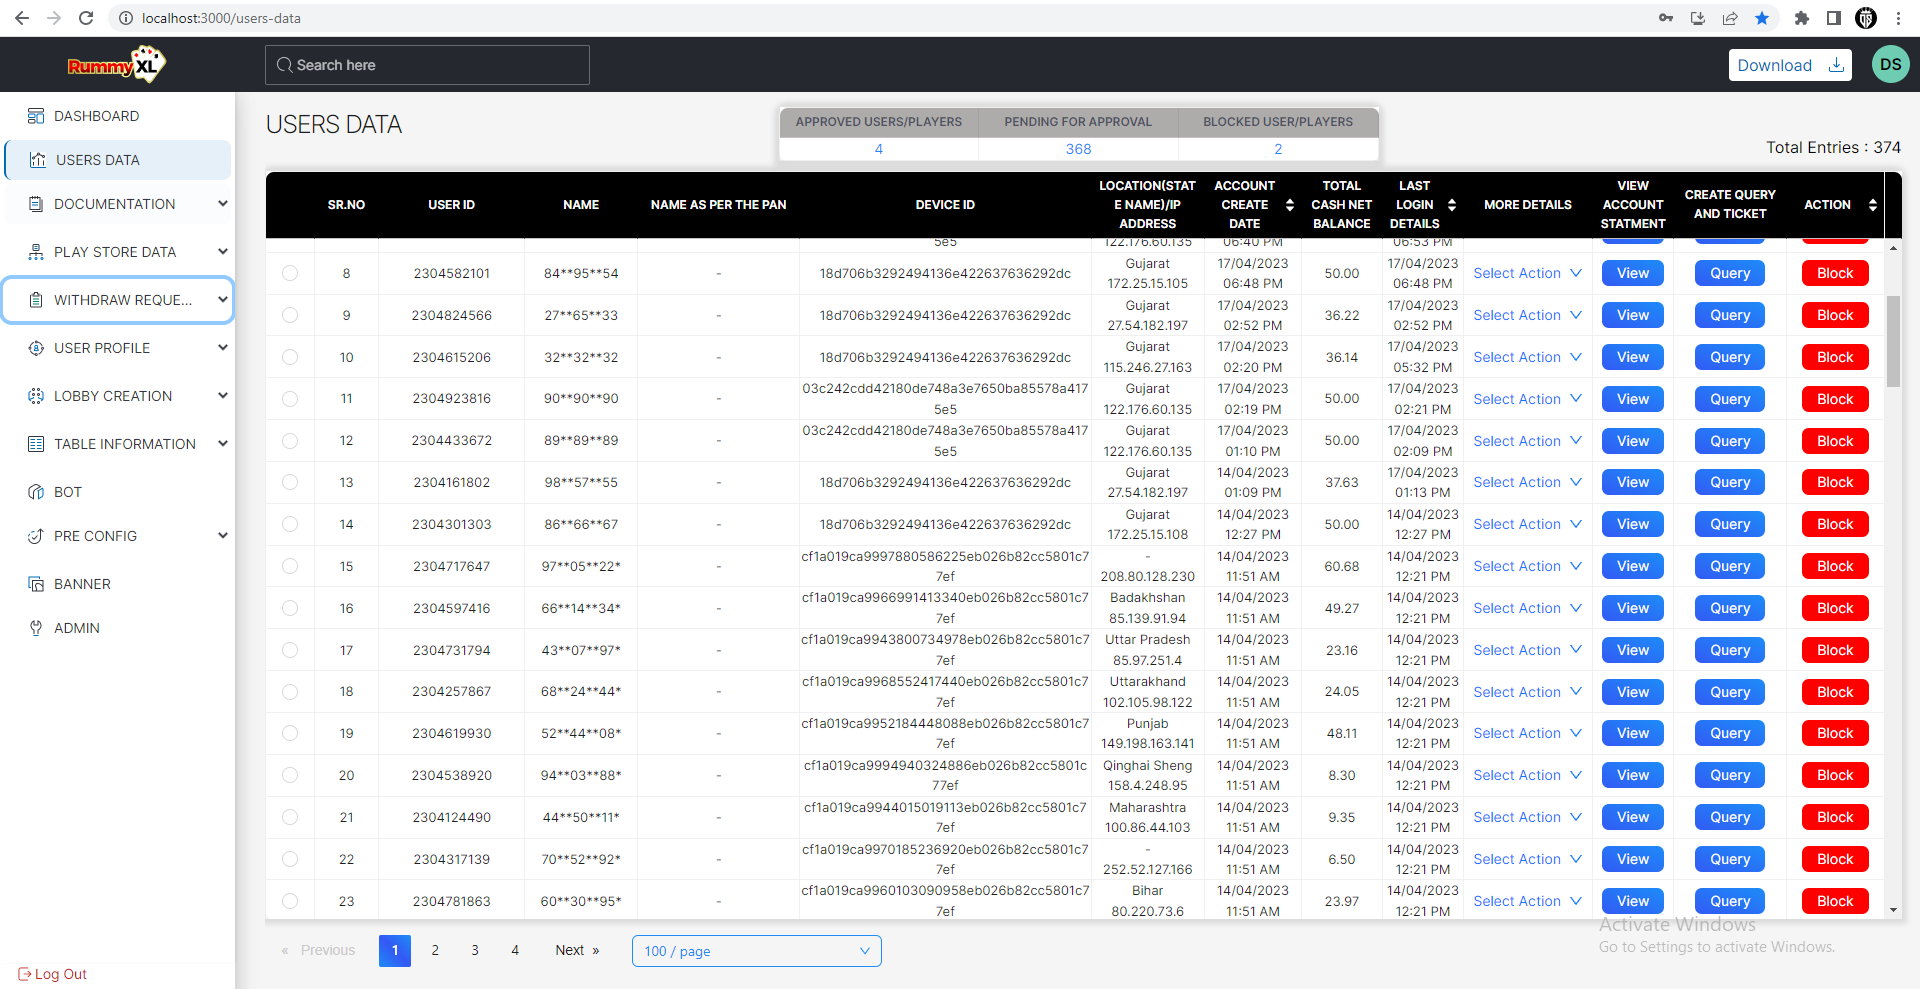 localhost:3000/users-data
RummyXL
Search here
Download
DS
DASHBOARD
USERS DATA
DOCUMENTATION
PLAY STORE DATA
WITHDRAW REQUE...
USER PROFILE
LOBBY CREATION
TABLE INFORMATION
BOT
PRE CONFIG
BANNER
ADMIN
Log Out
USERS DATA
APPROVED USERS/PLAYERS PENDING FOR APPROVAL BLOCKED USER/PLAYERS
4 368 2
Total Entries : 374
SR.NO USER ID NAME NAME AS PER THE PAN DEVICE ID LOCATION(STATE NAME)/IP ADDRESS ACCOUNT CREATE DATE TOTAL CASH NET BALANCE LAST LOGIN DETAILS MORE DETAILS VIEW ACCOUNT STATMENT CREATE QUERY AND TICKET ACTION
5e5 122.176.60.135 06:40 PM 06:53 PM
8 2304582101 84**95**54 - 18d706b3292494136e422637636292dc Gujarat 172.25.15.105 17/04/2023 06:48 PM 50.00 17/04/2023 06:48 PM Select Action View Query Block
9 2304824566 27**65**33 - 18d706b3292494136e422637636292dc Gujarat 27.54.182.197 17/04/2023 02:52 PM 36.22 17/04/2023 02:52 PM Select Action View Query Block
10 2304615206 32**32**32 - 18d706b3292494136e422637636292dc Gujarat 115.246.27.163 17/04/2023 02:20 PM 36.14 17/04/2023 05:32 PM Select Action View Query Block
11 2304923816 90**90**90 - 03c242cdd42180de748a3e7650ba85578a4175e5 Gujarat 122.176.60.135 17/04/2023 02:19 PM 50.00 17/04/2023 02:21 PM Select Action View Query Block
12 2304433672 89**89**89 - 03c242cdd42180de748a3e7650ba85578a4175e5 Gujarat 122.176.60.135 17/04/2023 01:10 PM 50.00 17/04/2023 02:09 PM Select Action View Query Block
13 2304161802 98**57**55 - 18d706b3292494136e422637636292dc Gujarat 27.54.182.197 14/04/2023 01:09 PM 37.63 17/04/2023 01:13 PM Select Action View Query Block
14 2304301303 86**66**67 - 18d706b3292494136e422637636292dc Gujarat 172.25.15.108 14/04/2023 12:27 PM 50.00 14/04/2023 12:27 PM Select Action View Query Block
15 2304717647 97**05**22* - cf1a019ca9997880586225eb026b82cc5801c77ef - 208.80.128.230 14/04/2023 11:51 AM 60.68 14/04/2023 12:21 PM Select Action View Query Block
16 2304597416 66**14**34* - cf1a019ca9966991413340eb026b82cc5801c77ef Badakhshan 85.139.91.94 14/04/2023 11:51 AM 49.27 14/04/2023 12:21 PM Select Action View Query Block
17 2304731794 43**07**97* - cf1a019ca9943800734978eb026b82cc5801c77ef Uttar Pradesh 85.97.251.4 14/04/2023 11:51 AM 23.16 14/04/2023 12:21 PM Select Action View Query Block
18 2304257867 68**24**44* - cf1a019ca9968552417440eb026b82cc5801c77ef Uttarakhand 102.105.98.122 14/04/2023 11:51 AM 24.05 14/04/2023 12:21 PM Select Action View Query Block
19 2304619930 52**44**08* - cf1a019ca9952184448088eb026b82cc5801c77ef Punjab 149.198.163.141 14/04/2023 11:51 AM 48.11 14/04/2023 12:21 PM Select Action View Query Block
20 2304538920 94**03**88* - cf1a019ca9994940324886eb026b82cc5801c77ef Qinghai Sheng 158.4.248.95 14/04/2023 11:51 AM 8.30 14/04/2023 12:21 PM Select Action View Query Block
21 2304124490 44**50**11* - cf1a019ca9944015019113eb026b82cc5801c77ef Maharashtra 100.86.44.103 14/04/2023 11:51 AM 9.35 14/04/2023 12:21 PM Select Action View Query Block
22 2304317139 70**52**92* - cf1a019ca9970185236920eb026b82cc5801c77ef - 252.52.127.166 14/04/2023 11:51 AM 6.50 14/04/2023 12:21 PM Select Action View Query Block
23 2304781863 60**30**95* - cf1a019ca9960103090958eb026b82cc5801c77ef Bihar 80.220.73.6 14/04/2023 11:51 AM 23.97 14/04/2023 12:21 PM Select Action View Query Block
« Previous 1 2 3 4 Next » 100 / page
Activate Windows
Go to Settings to activate Windows.